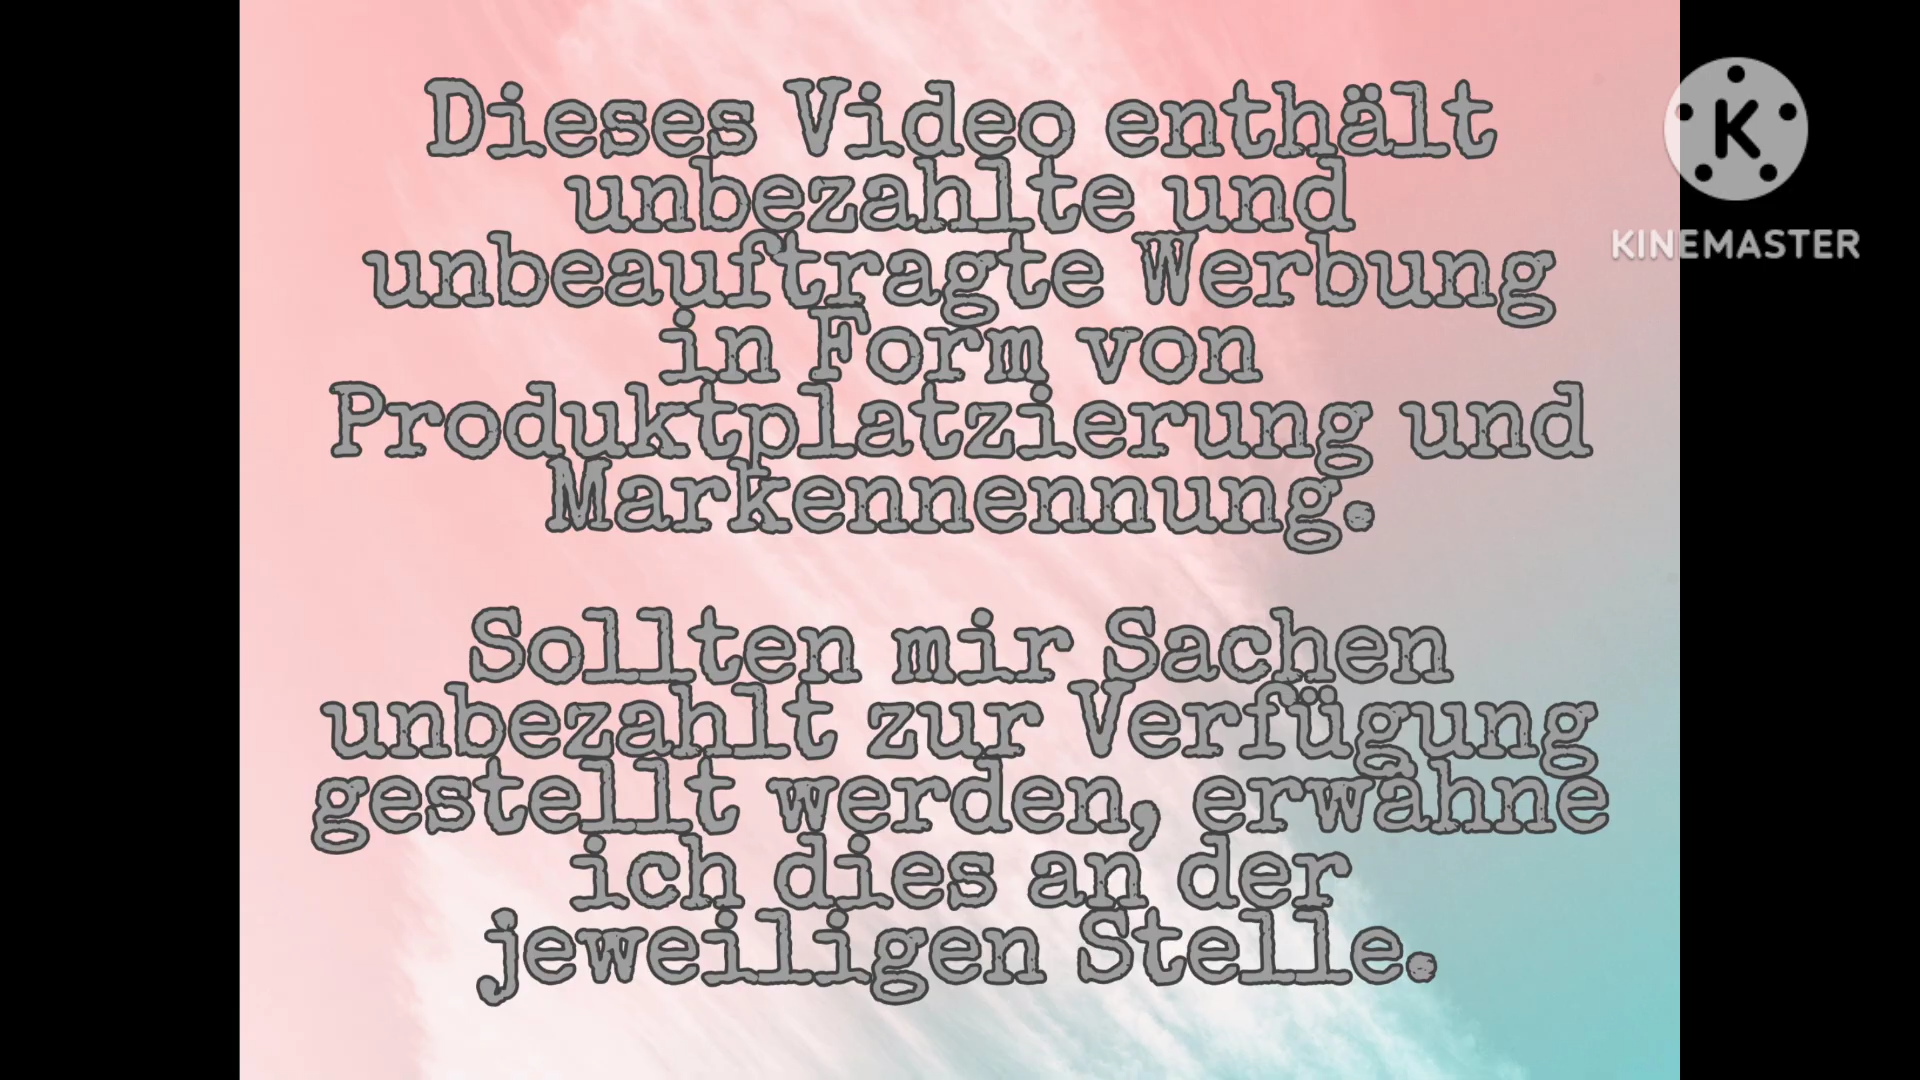 Dieses Video enthält
unbezahlte und
unbeauftragte Werbung
in Form von
Produktplatzierung und
Markennennung.
Sollten mir Sachen
unbezahlt zur Verfügung
gestellt werden, erwähne
ich dies an der
jeweiligen Stelle.
K
KINEMASTER